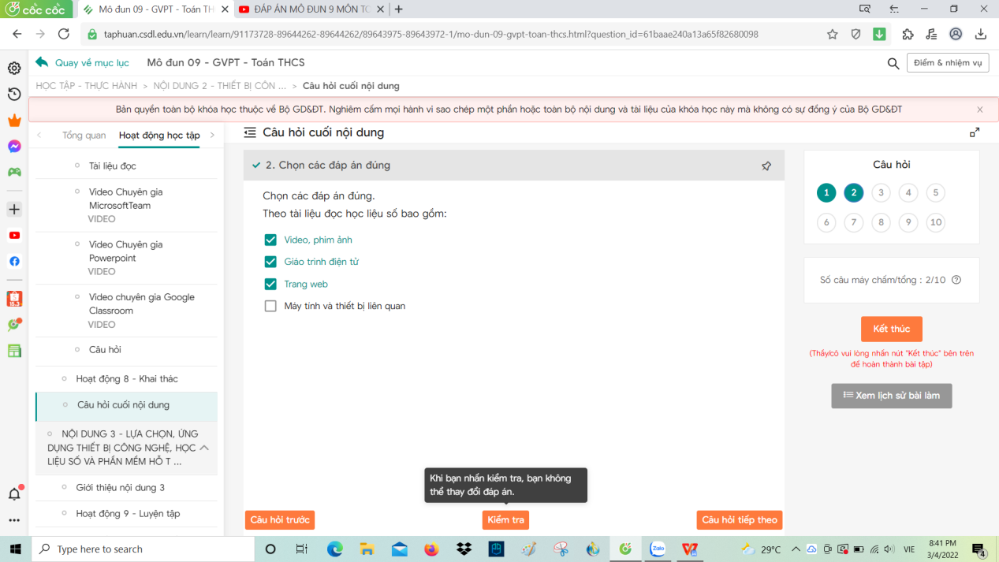 cốc cốc
Mô đun 09 - GVPT - Toán TH
ĐÁP ÁN MÔ ĐUN 9 MÔN TO
taphuan.csdl.edu.vn/learn/learn/91173728-89644262-89644262/89643975-89643972-1/mo-dun-09-gvpt-toan-thcs.html?question_id=61baae240a13a65f82680098
Quay về mục lục
Mô đun 09 - GVPT - Toán THCS
Điểm & nhiệm vụ
HỌC TẬP - THỰC HÀNH > NỘI DUNG 2 - THIẾT BỊ CÔN ... > Câu hỏi cuối nội dung
Bản quyền toàn bộ khóa học thuộc về Bộ GD&ĐT. Nghiêm cấm mọi hành vi sao chép một phần hoặc toàn bộ nội dung và tài liệu của khóa học này mà không có sự đồng ý của Bộ GD&ĐT
Tổng quan
Hoạt động học tập
Tài liệu đọc
Video Chuyên gia
MicrosoftTeam
VIDEO
Video Chuyên gia
Powerpoint
VIDEO
Video chuyên gia Google
Classroom
VIDEO
Câu hỏi
Hoạt động 8 - Khai thác
Câu hỏi cuối nội dung
NỘI DUNG 3 - LỰA CHỌN, ỨNG
DỤNG THIẾT BỊ CÔNG NGHỆ, HỌC
LIỆU SỐ VÀ PHẦN MỀM HỖ T ...
Giới thiệu nội dung 3
Hoạt động 9 - Luyện tập
Câu hỏi cuối nội dung
2. Chọn các đáp án đúng
Chọn các đáp án đúng.
Theo tài liệu đọc học liệu số bao gồm:
Video, phim ảnh
Giáo trình điện tử
Trang web
Máy tính và thiết bị liên quan
Khi bạn nhấn kiểm tra, bạn không
thể thay đổi đáp án.
Câu hỏi trước
Kiểm tra
Câu hỏi tiếp theo
Câu hỏi
1 2 3 4 5
6 7 8 9 10
Số câu máy chấm/tổng : 2/10
Kết thúc
(Thầy/cô vui lòng nhấn nút "Kết thúc" bên trên
để hoàn thành bài tập)
Xem lịch sử bài làm
15.3
Type here to search
Zalo
29°C
VIE
8:41 PM
3/4/2022
4